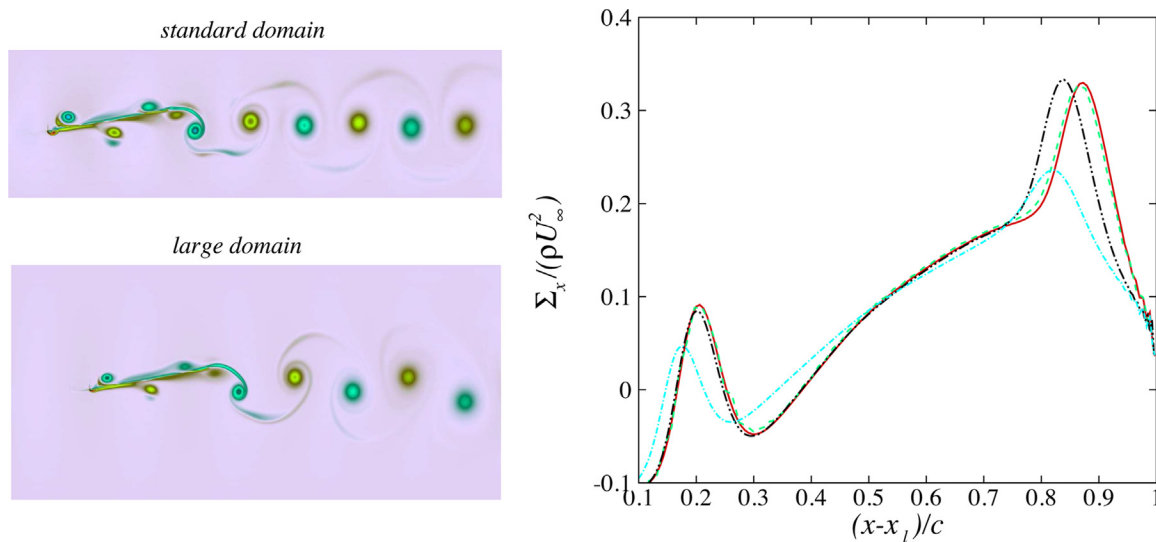 standard domain
large domain
Σx/(ρU²∞)
0.4
0.3
0.2
0.1
0
-0.1
0.1 0.2 0.3 0.4 0.5 0.6 0.7 0.8 0.9 1
(x-xl)/c